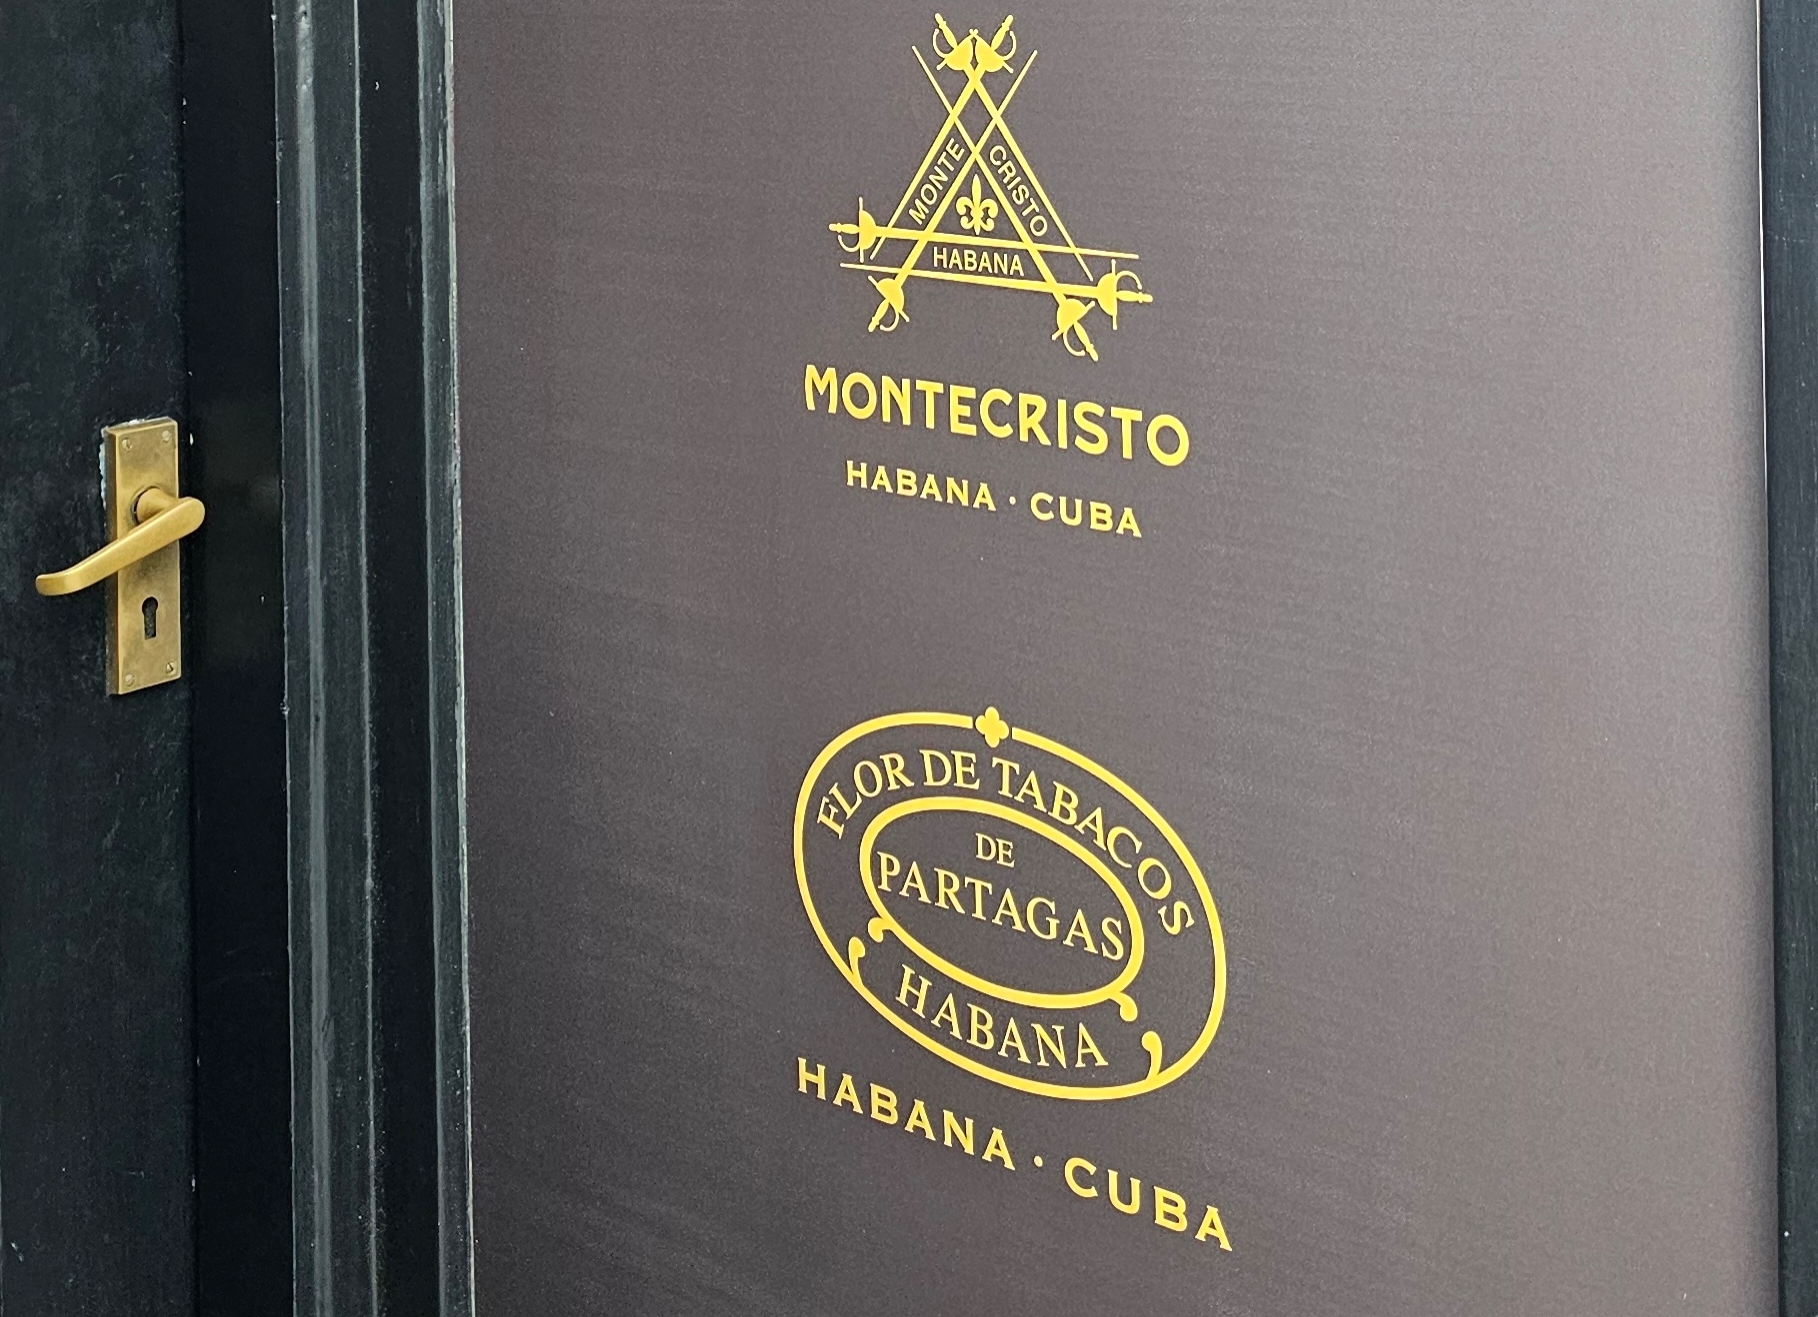 MONTE CRISTO
HABANA
MONTECRISTO
HABANA · CUBA
FLOR DE TABACOS
DE
PARTAGAS
HABANA
HABANA · CUBA